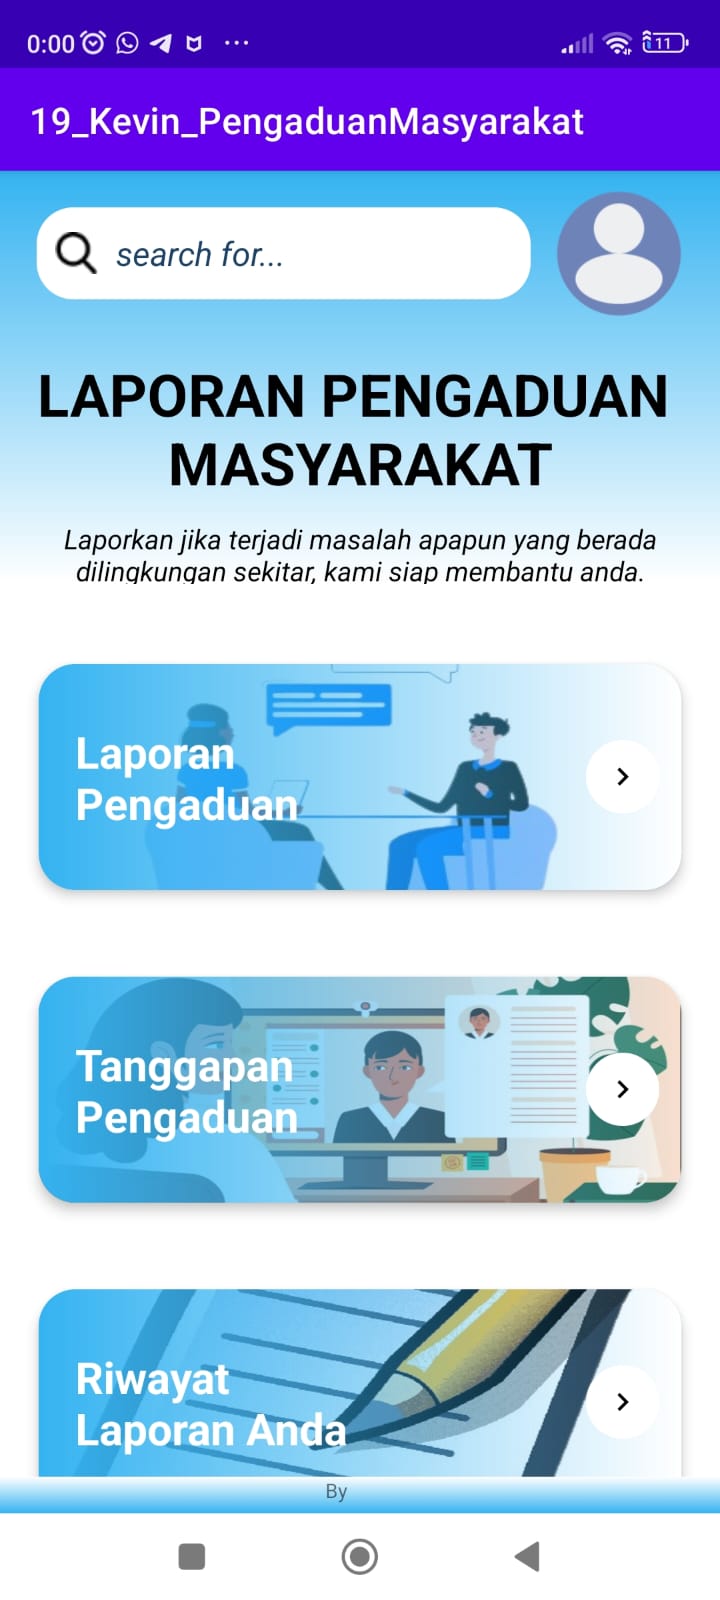 0:00
11
19_Kevin_PengaduanMasyarakat
search for...
LAPORAN PENGADUAN
MASYARAKAT
Laporkan jika terjadi masalah apapun yang berada
dilingkungan sekitar, kami siap membantu anda.
Laporan
Pengaduan
Tanggapan
Pengaduan
Riwayat
Laporan Anda
By